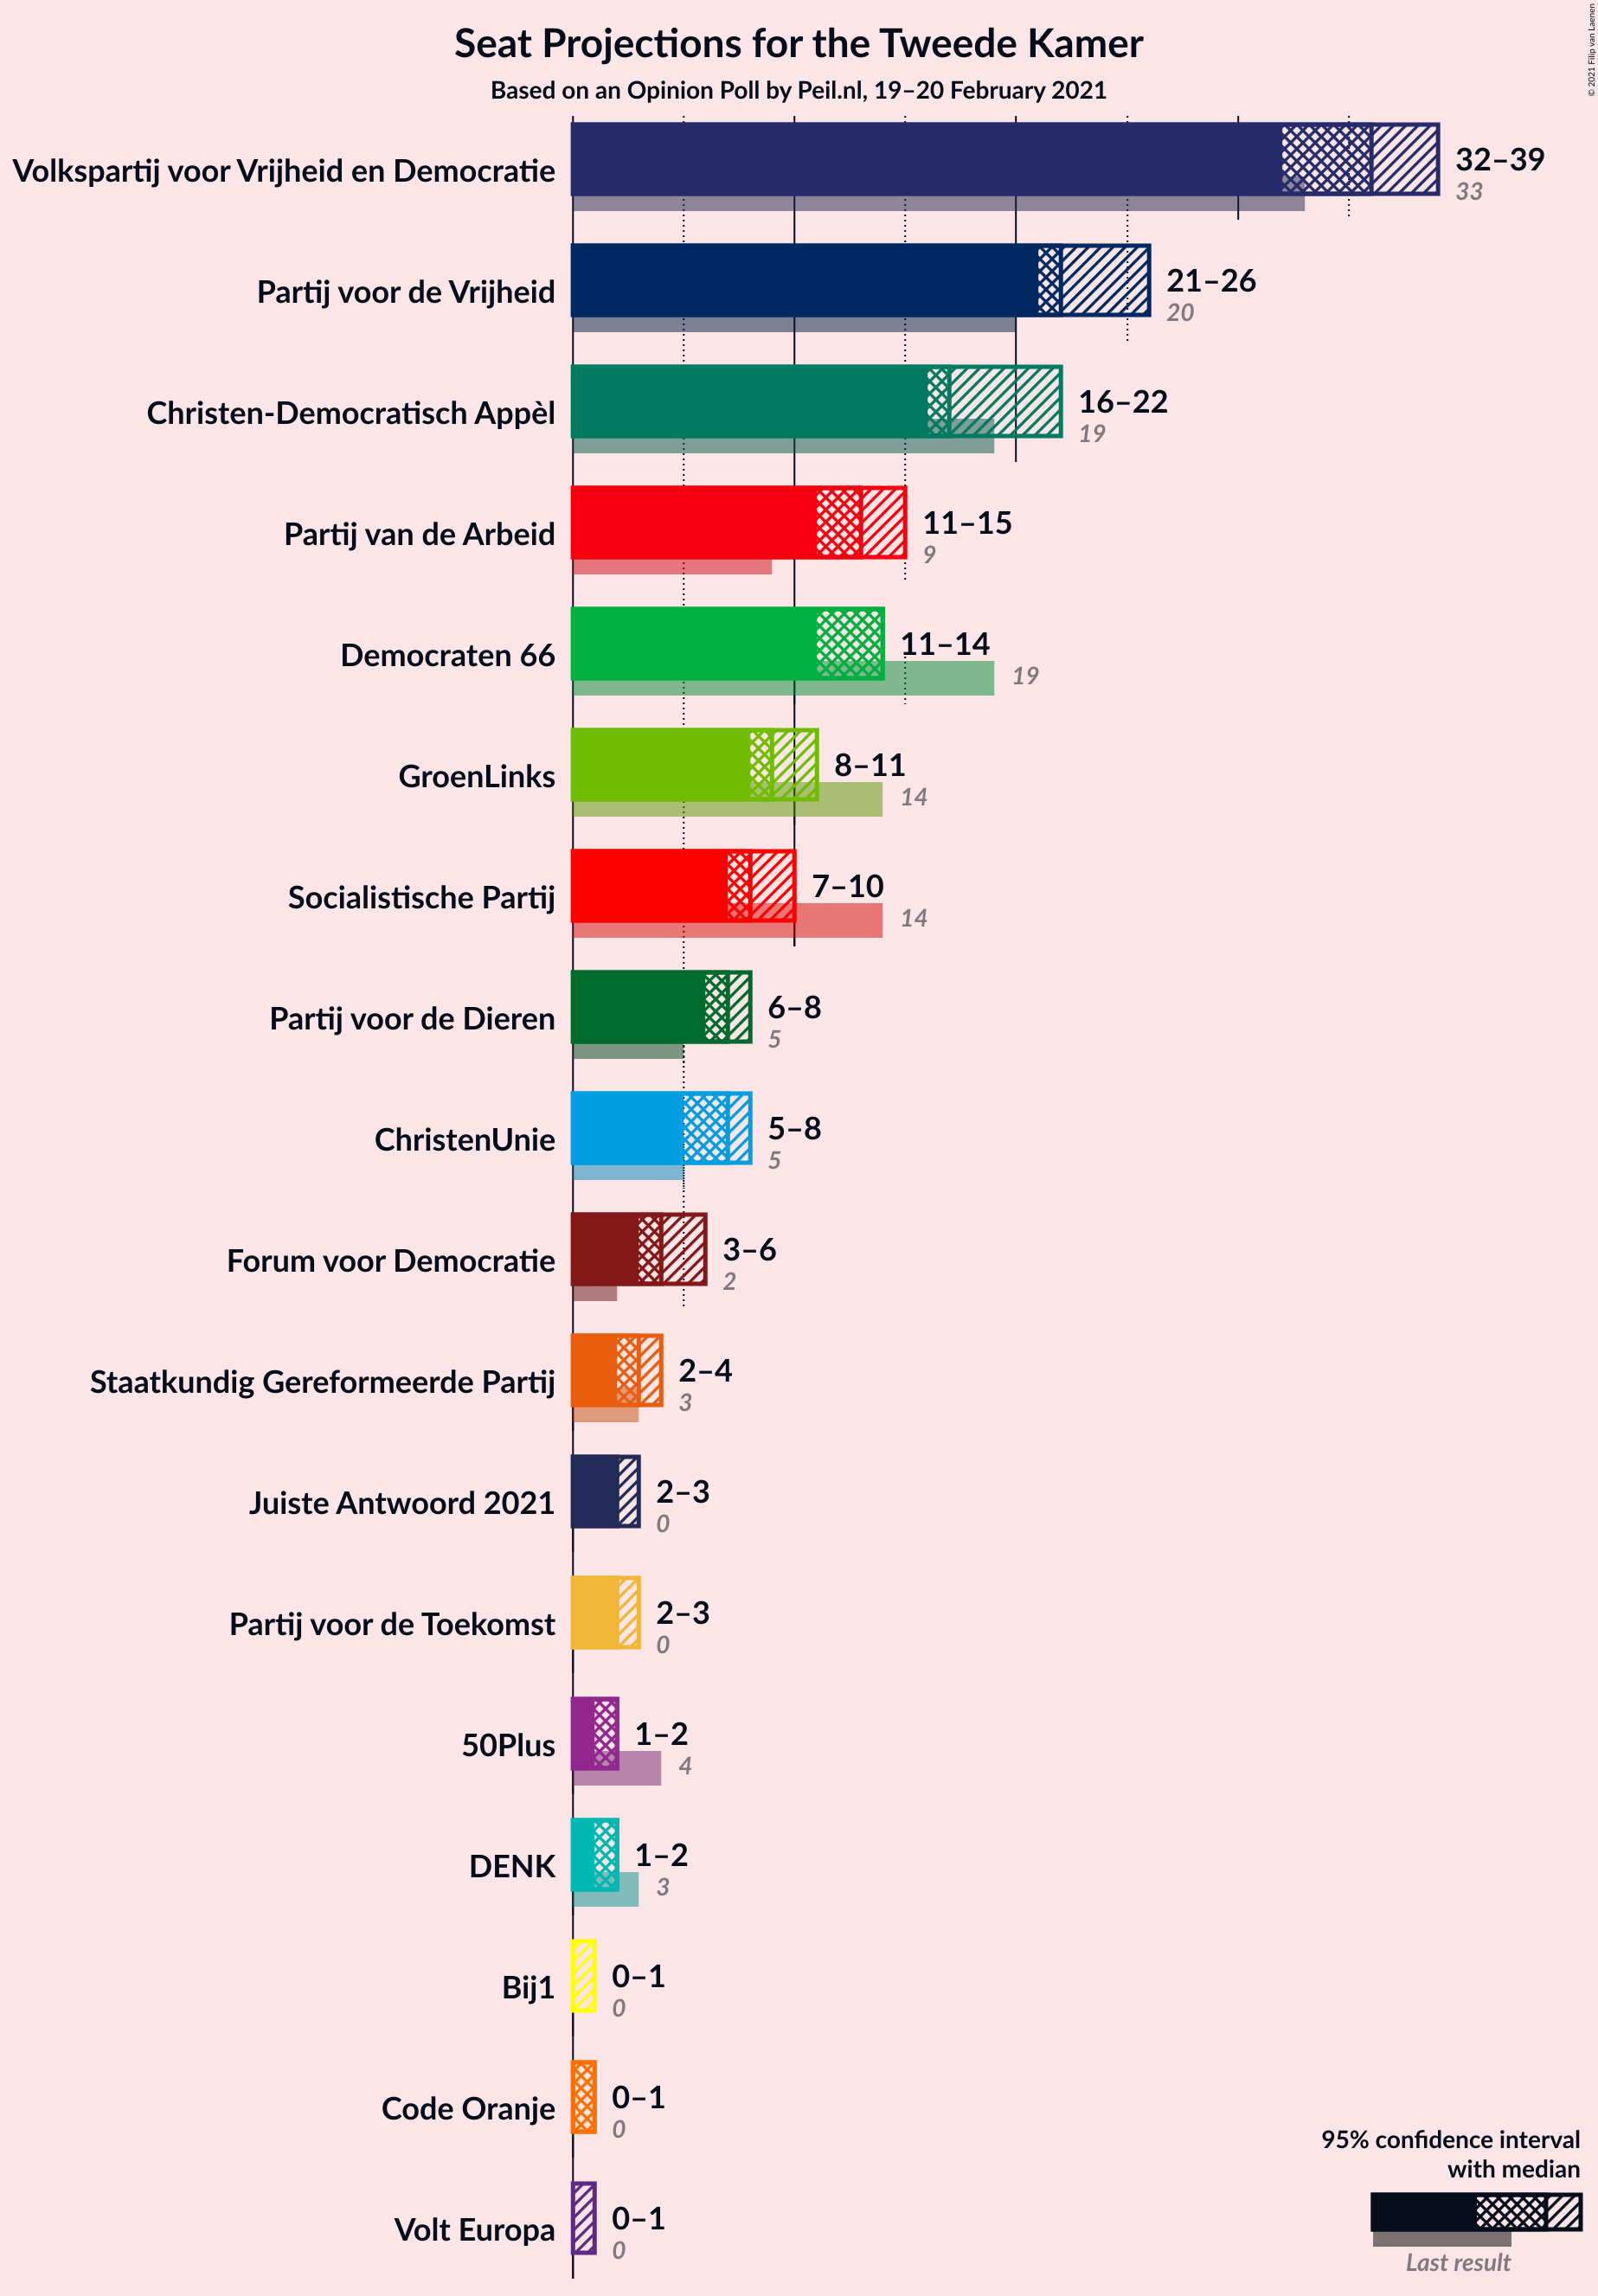 Seat Projections for the Tweede Kamer
Based on an Opinion Poll by Peil.nl, 19–20 February 2021
© 2021 Filip van Laenen
Volkspartij voor Vrijheid en Democratie
32–39
33
Partij voor de Vrijheid
21–26
20
Christen-Democratisch Appèl
16–22
19
Partij van de Arbeid
11–15
9
Democraten 66
11–14
19
GroenLinks
8–11
14
Socialistische Partij
7–10
14
Partij voor de Dieren
6–8
5
ChristenUnie
5–8
5
Forum voor Democratie
3–6
2
Staatkundig Gereformeerde Partij
2–4
3
Juiste Antwoord 2021
2–3
0
Partij voor de Toekomst
2–3
0
50Plus
1–2
4
DENK
1–2
3
Bij1
0–1
0
Code Oranje
0–1
0
Volt Europa
0–1
0
95% confidence interval
with median
Last result